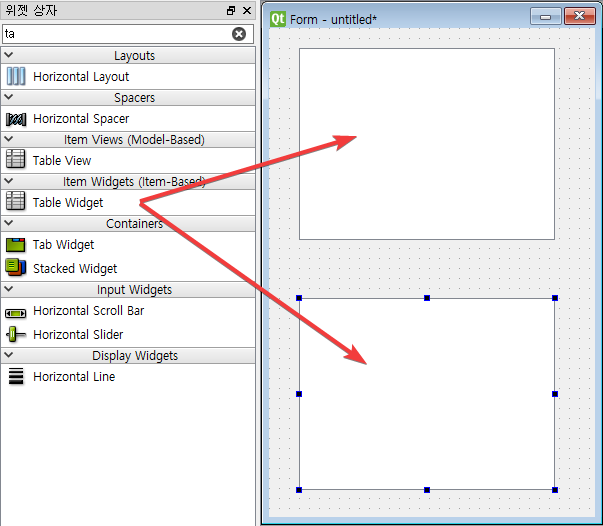 위젯 상자
ta
Layouts
Horizontal Layout
Spacers
Horizontal Spacer
Item Views (Model-Based)
Table View
Item Widgets (Item-Based)
Table Widget
Containers
Tab Widget
Stacked Widget
Input Widgets
Horizontal Scroll Bar
Horizontal Slider
Display Widgets
Horizontal Line
Qt Form - untitled*